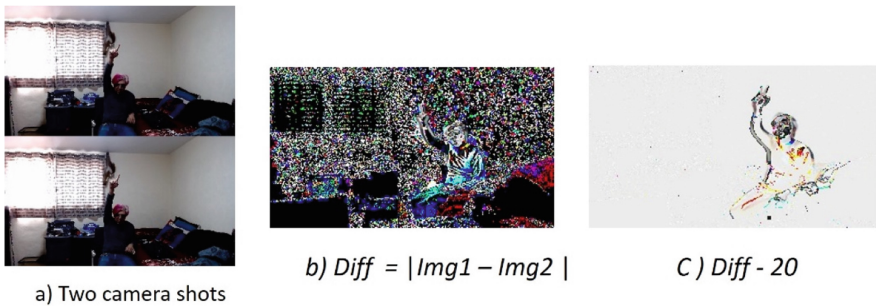 a) Two camera shots
b) Diff = |Img1 – Img2 |
C ) Diff - 20